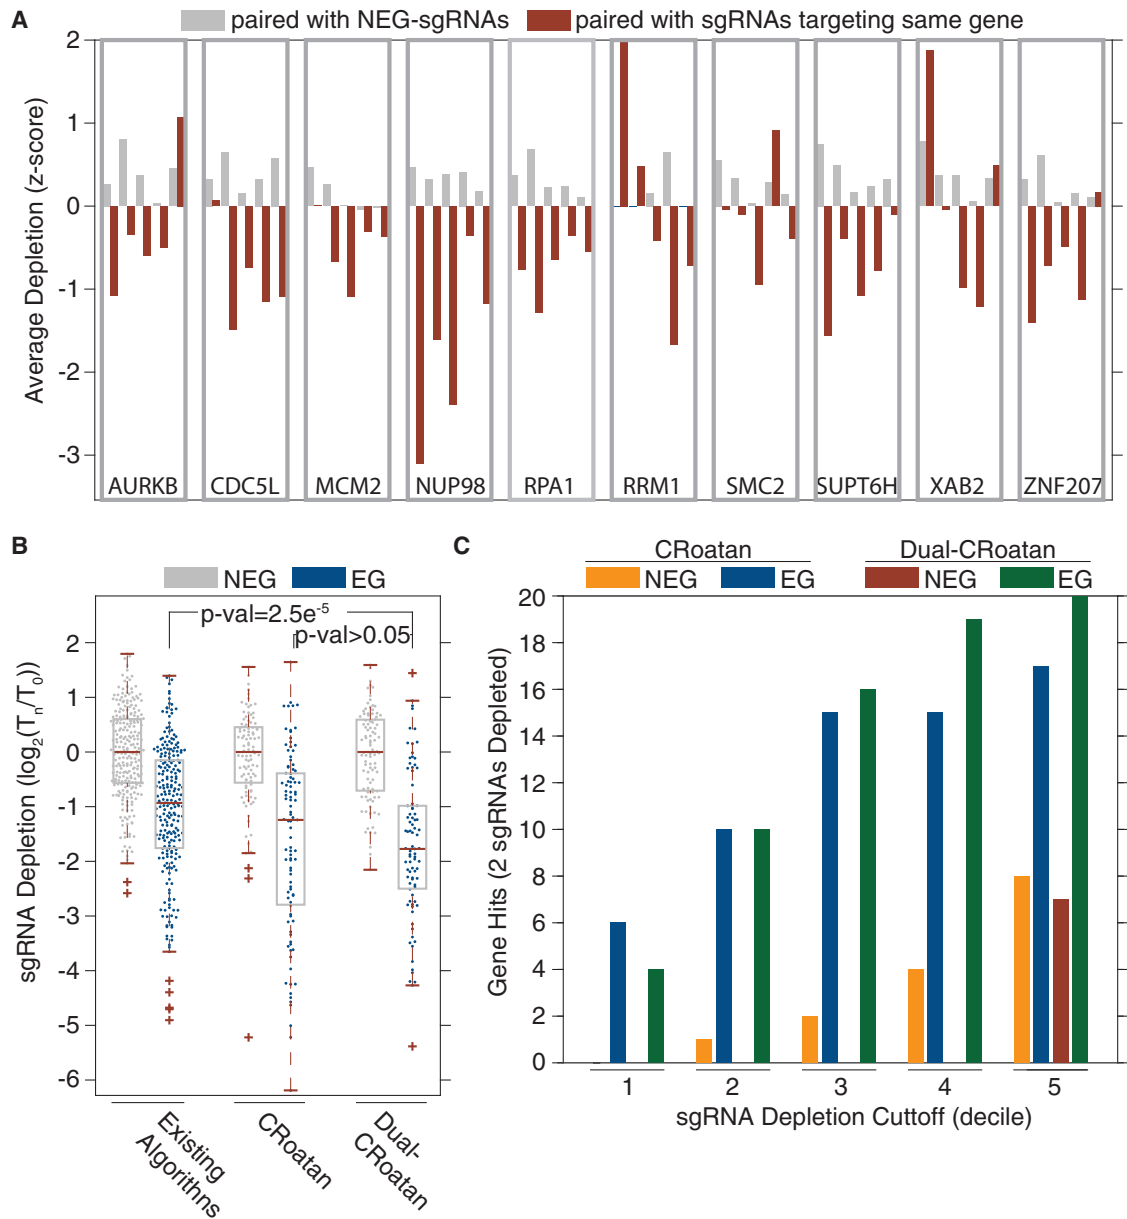 A
paired with NEG-sgRNAs
paired with sgRNAs targeting same gene
Average Depletion (z-score)
2
1
0
-1
-2
-3
AURKB
CDC5L
MCM2
NUP98
RPA1
RRM1
SMC2
SUPT6H
XAB2
ZNF207
B
NEG
EG
p-val=2.5e⁻⁵
p-val>0.05
sgRNA Depletion (log₂(Tₙ/T₀))
2
1
0
-1
-2
-3
-4
-5
-6
Existing
Algorithns
CRoatan
Dual-
CRoatan
C
CRoatan
Dual-CRoatan
NEG
EG
NEG
EG
Gene Hits (2 sgRNAs Depleted)
20
18
16
14
12
10
8
6
4
2
0
1
2
3
4
5
sgRNA Depletion Cuttoff (decile)